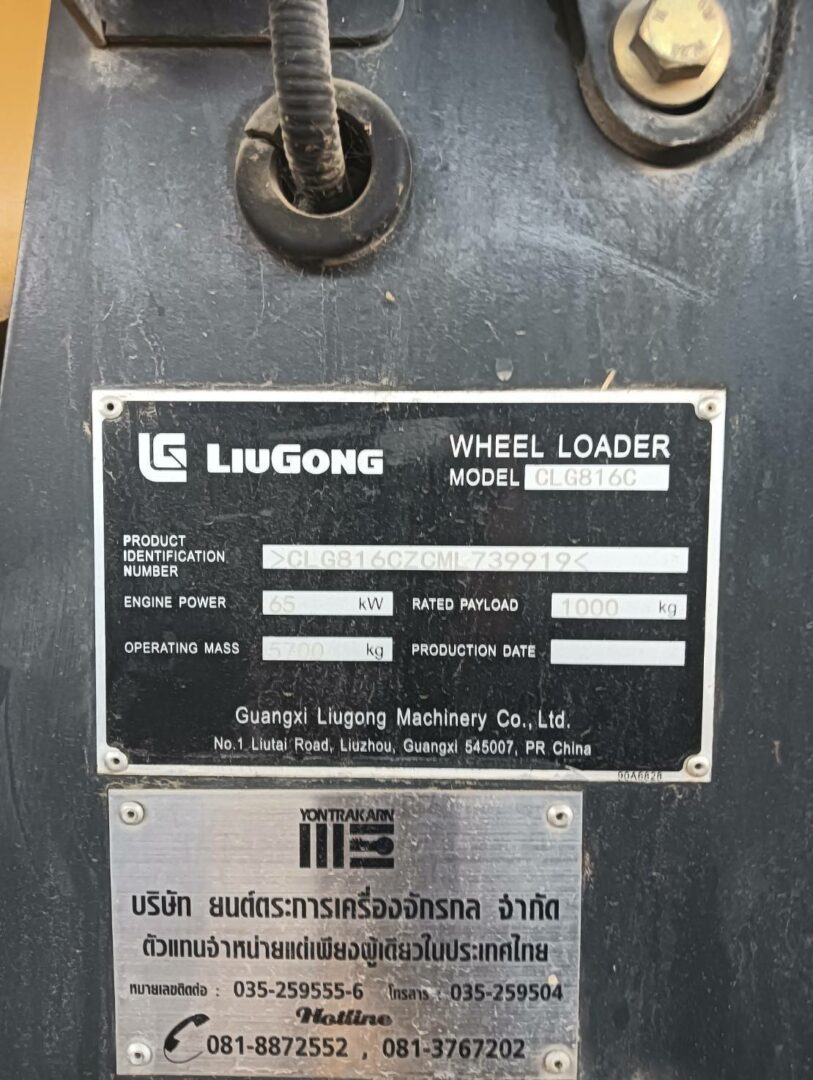 LG LIUGONG
WHEEL LOADER
MODEL CLG816C
PRODUCT
IDENTIFICATION
NUMBER
>CLG816CZCML739919<
ENGINE POWER 65 kW RATED PAYLOAD 1000 kg
OPERATING MASS 5700 kg PRODUCTION DATE
Guangxi Liugong Machinery Co.,Ltd.
No.1 Liutai Road, Liuzhou, Guangxi 545007, PR China
90A6828
YONTRAKARN
บริษัท ยนต์ตระการเครื่องจักรกล จำกัด
ตัวแทนจำหน่ายแต่เพียงผู้เดียวในประเทศไทย
หมายเลขติดต่อ : 035-259555-6 โทรสาร : 035-259504
Hotline
081-8872552 , 081-3767202